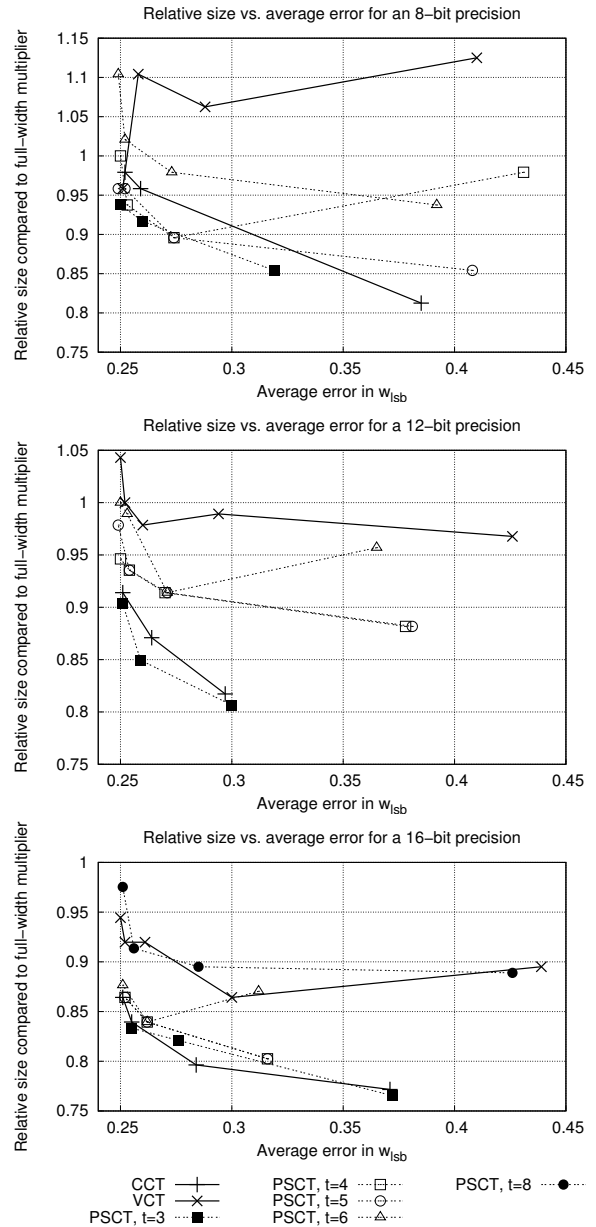 Relative size vs. average error for an 8−bit precision
Relative size compared to full−width multiplier
1.15
1.1
1.05
1
0.95
0.9
0.85
0.8
0.75
0.25 0.3 0.35 0.4 0.45
Average error in wlsb
Relative size vs. average error for a 12−bit precision
Relative size compared to full−width multiplier
1.05
1
0.95
0.9
0.85
0.8
0.75
0.25 0.3 0.35 0.4 0.45
Average error in wlsb
Relative size vs. average error for a 16−bit precision
Relative size compared to full−width multiplier
1
0.95
0.9
0.85
0.8
0.75
0.25 0.3 0.35 0.4 0.45
Average error in wlsb
CCT
VCT
PSCT, t=3
PSCT, t=4
PSCT, t=5
PSCT, t=6
PSCT, t=8